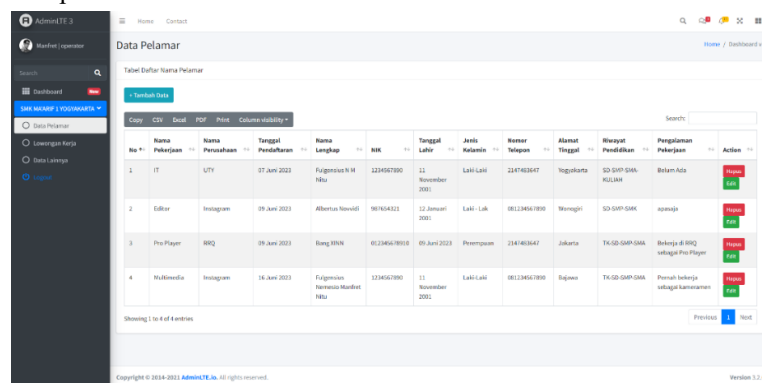 AdminLTE 3
Home Contact
Manfret | operator
Data Pelamar
Home / Dashboard
Search
Tabel Daftar Nama Pelamar
Dashboard
+ Tambah Data
SMK MA'ARIF 1 YOGYAKARTA
Data Pelamar
Copy CSV Excel PDF Print Column visibility
Search:
Lowongan Kerja
Data Lainnya
Logout
No Nama Pekerjaan Nama Perusahaan Tanggal Pendaftaran Nama Lengkap NIK Tanggal Lahir Jenis Kelamin Nomor Telepon Alamat Tinggal Riwayat Pendidikan Pengalaman Pekerjaan Action
1 IT UTY 07 Juni 2023 Fulgensius N M Nitu 1234567890 11 November 2001 Laki-Laki 2147483647 Yogyakarta SD-SMP-SMA-KULIAH Belum Ada Hapus Edit
2 Editor Instagram 09 Juni 2023 Albertus 987654321 12 Januari 2001 Laki - Lak 081234567890 Wonogiri SD-SMP-SMK apasaja Hapus Edit
3 Pro Player RRQ 09 Juni 2023 Bang XINN 09 Juni 2023 Perempuan 2147483647 Jakarta TK-SD-SMP-SMA Bekerja di RRQ sebagai Pro Player Hapus Edit
4 Multimedia Instagram 16 Juni 2023 Fulgensius Nemesio Manfret Nitu 1234567890 11 November 2001 Laki-Laki 081234567890 Bajawa TK-SD-SMP-SMA Pernah bekerja sebagai kameramen Hapus Edit
Showing 1 to 4 of 4 entries
Previous 1 Next
Copyright © 2014-2021 AdminLTE.io. All rights reserved.
Version 3.2.